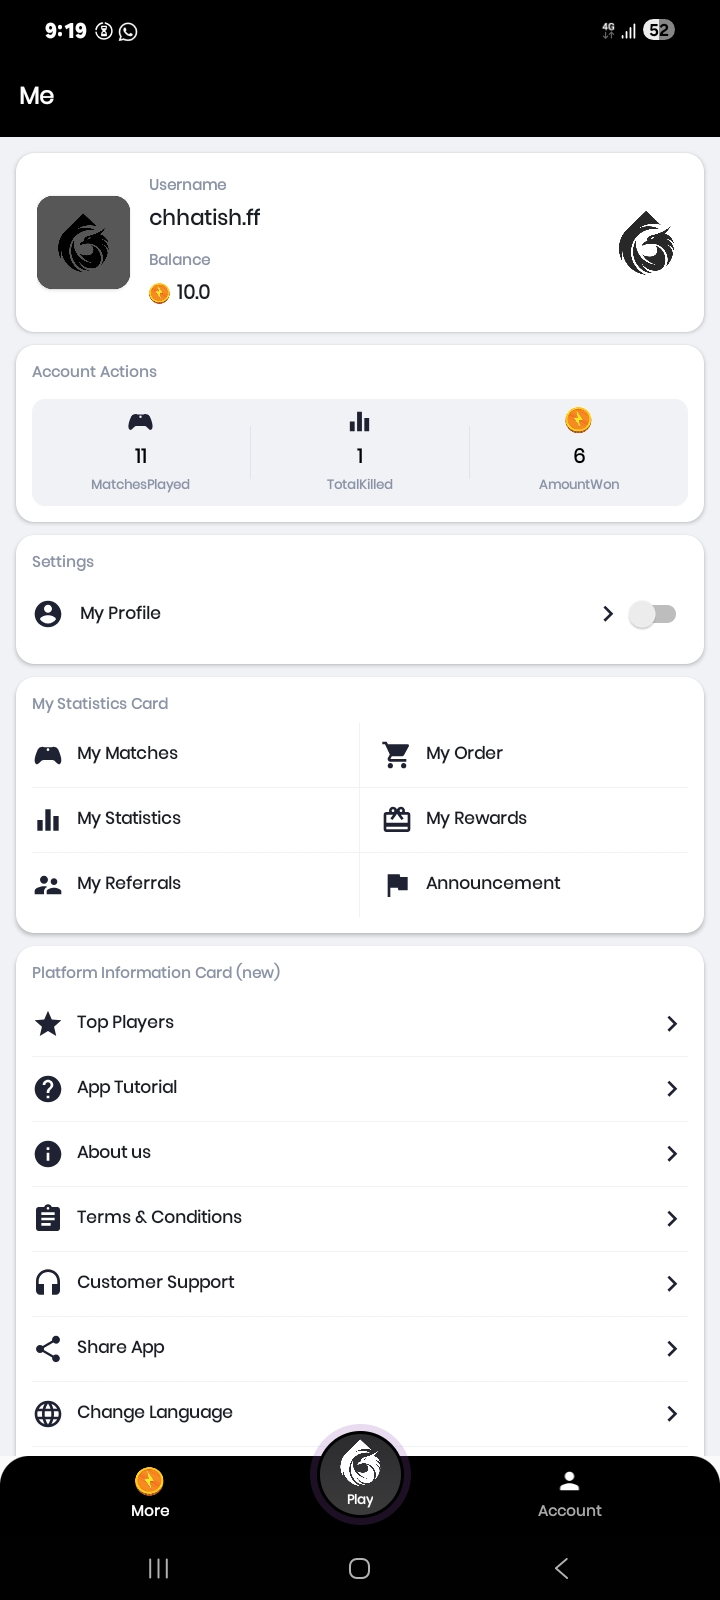 9:19
4G
52
Me
Username
chhatish.ff
Balance
10.0
Account Actions
11
1
6
MatchesPlayed
TotalKilled
AmountWon
Settings
My Profile
My Statistics Card
My Matches
My Order
My Statistics
My Rewards
My Referrals
Announcement
Platform Information Card (new)
Top Players
App Tutorial
About us
Terms & Conditions
Customer Support
Share App
Change Language
More
Play
Account